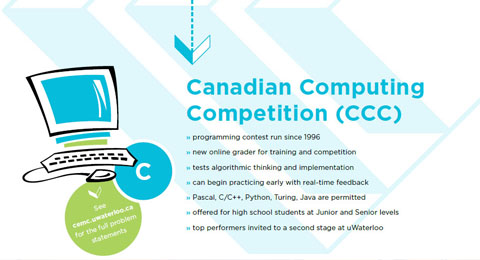 Canadian Computing
Competition (CCC)
» programming contest run since 1996
» new online grader for training and competition
» tests algorithmic thinking and implementation
» can begin practicing early with real-time feedback
» Pascal, C/C++, Python, Turing, Java are permitted
» offered for high school students at Junior and Senior levels
» top performers invited to a second stage at uWaterloo
C
See
cemc.uwaterloo.ca
for the full problem
statements